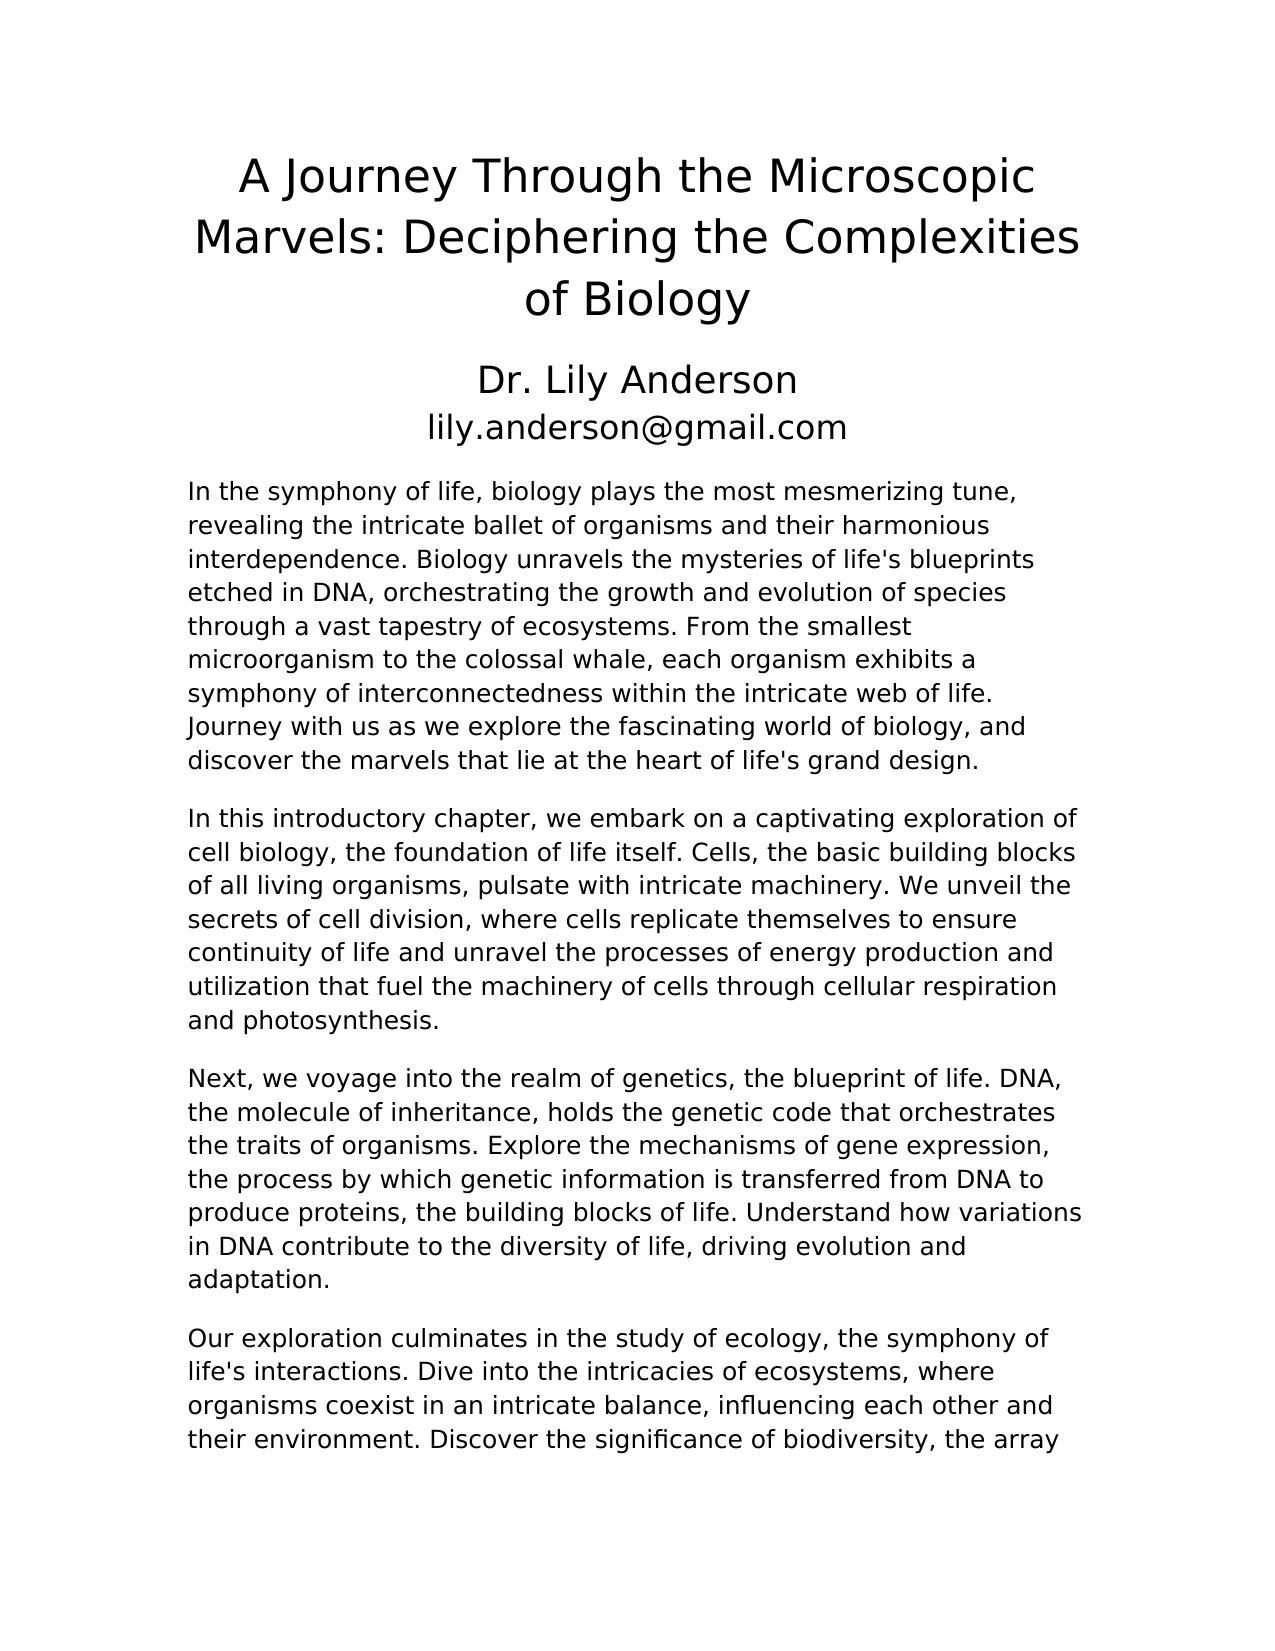 A Journey Through the Microscopic
Marvels: Deciphering the Complexities
of Biology
Dr. Lily Anderson
lily.anderson@gmail.com
In the symphony of life, biology plays the most mesmerizing tune,
revealing the intricate ballet of organisms and their harmonious
interdependence. Biology unravels the mysteries of life's blueprints
etched in DNA, orchestrating the growth and evolution of species
through a vast tapestry of ecosystems. From the smallest
microorganism to the colossal whale, each organism exhibits a
symphony of interconnectedness within the intricate web of life.
Journey with us as we explore the fascinating world of biology, and
discover the marvels that lie at the heart of life's grand design.
In this introductory chapter, we embark on a captivating exploration of
cell biology, the foundation of life itself. Cells, the basic building blocks
of all living organisms, pulsate with intricate machinery. We unveil the
secrets of cell division, where cells replicate themselves to ensure
continuity of life and unravel the processes of energy production and
utilization that fuel the machinery of cells through cellular respiration
and photosynthesis.
Next, we voyage into the realm of genetics, the blueprint of life. DNA,
the molecule of inheritance, holds the genetic code that orchestrates
the traits of organisms. Explore the mechanisms of gene expression,
the process by which genetic information is transferred from DNA to
produce proteins, the building blocks of life. Understand how variations
in DNA contribute to the diversity of life, driving evolution and
adaptation.
Our exploration culminates in the study of ecology, the symphony of
life's interactions. Dive into the intricacies of ecosystems, where
organisms coexist in an intricate balance, influencing each other and
their environment. Discover the significance of biodiversity, the array